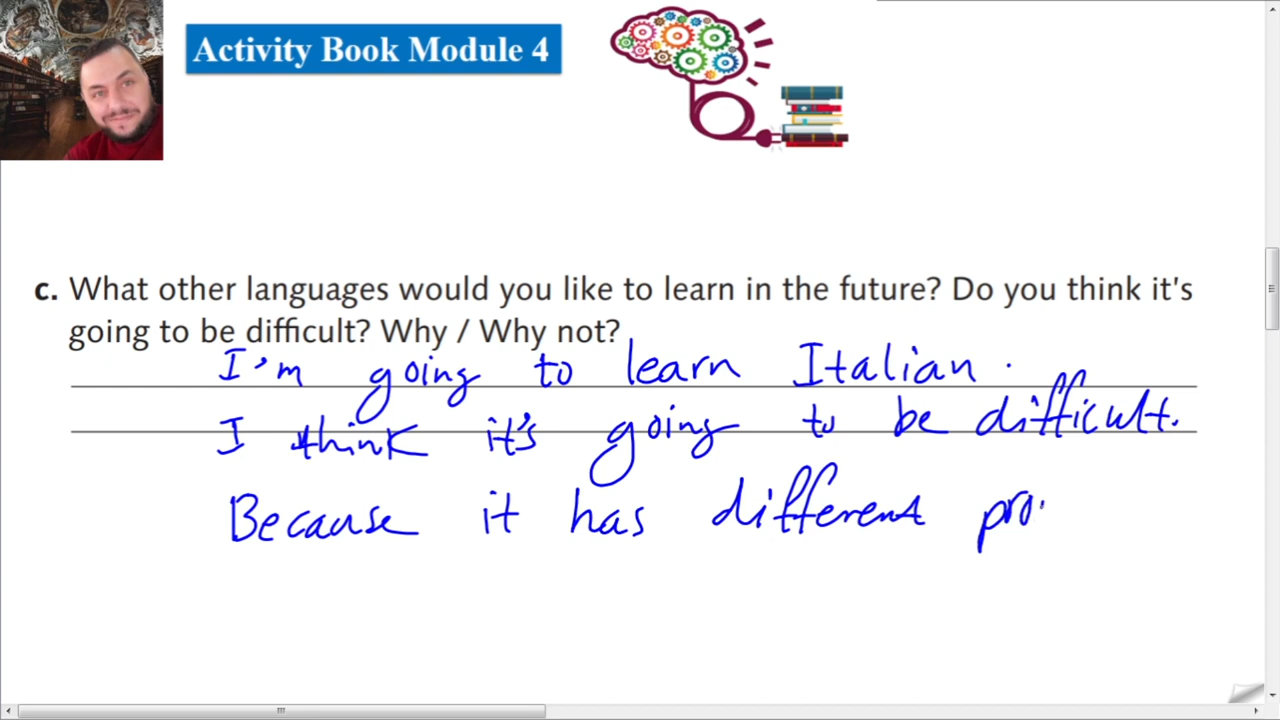 Activity Book Module 4
c. What other languages would you like to learn in the future? Do you think it's
going to be difficult? Why / Why not?
I'm going to learn Italian.
I think it's going to be difficult.
Because it has different pro